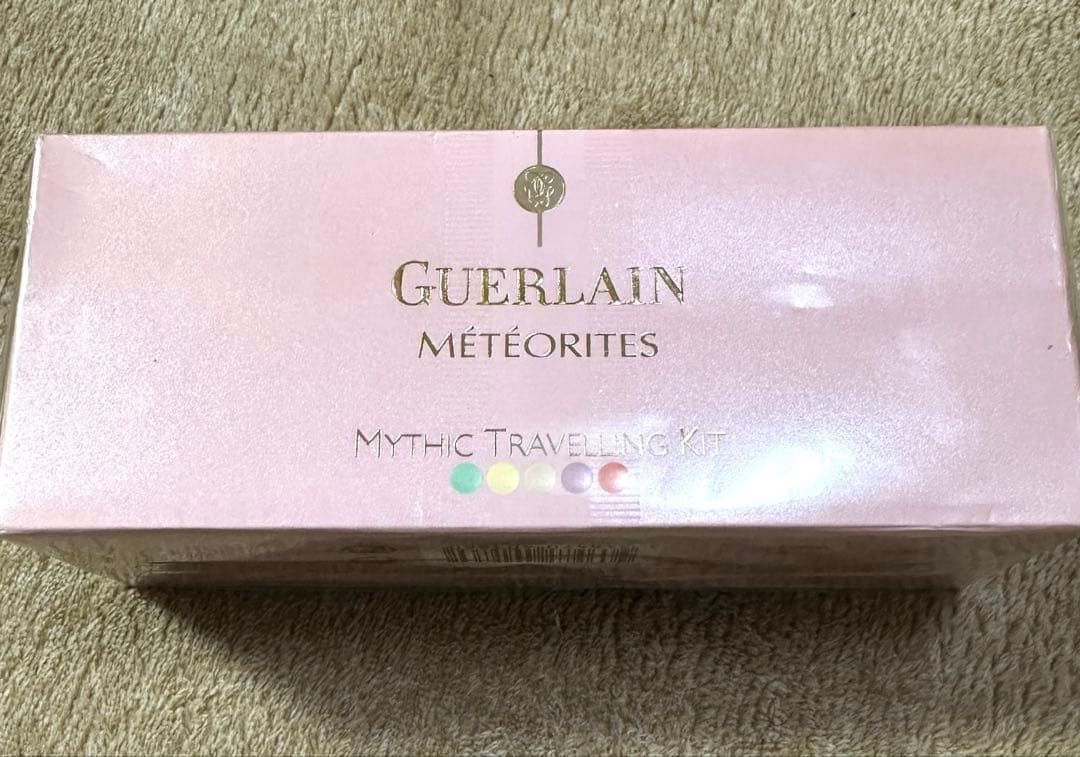 GUERLAIN
MÉTÉORITES
MYTHIC TRAVELLING KIT